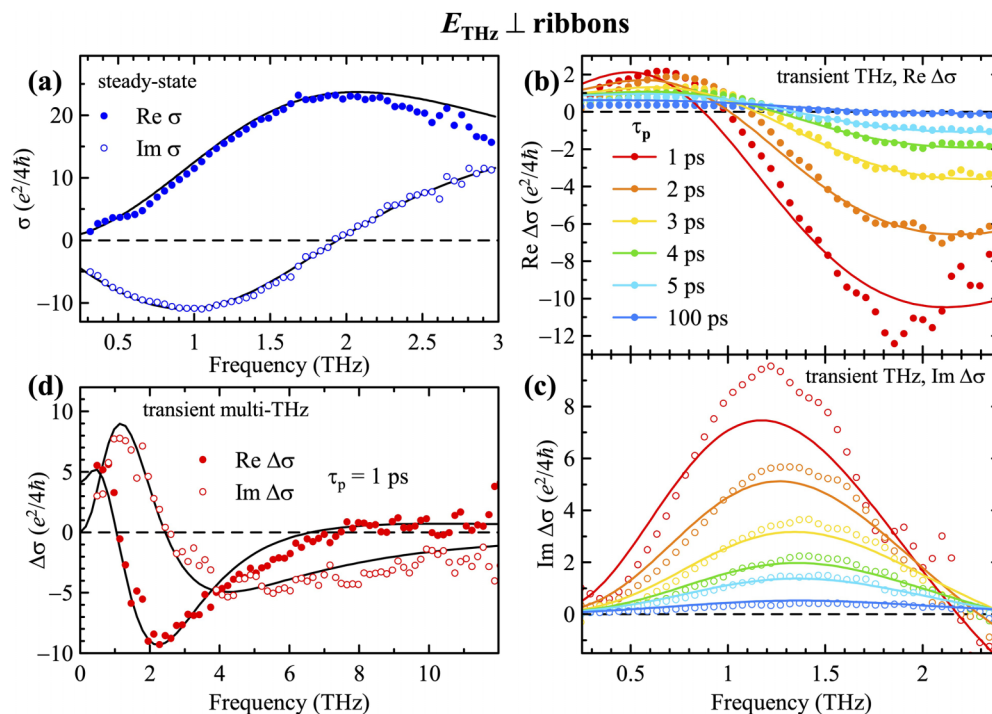 E_THz ⊥ ribbons
(a)
steady-state
Re σ
Im σ
σ (e²/4ℏ)
20
10
0
−10
0.5 1 1.5 2 2.5 3
Frequency (THz)
(b)
transient THz, Re Δσ
τ_p
1 ps
2 ps
3 ps
4 ps
5 ps
100 ps
Re Δσ (e²/4ℏ)
2
0
−2
−4
−6
−8
−10
−12
(d)
transient multi-THz
Re Δσ
Im Δσ
τ_p = 1 ps
Δσ (e²/4ℏ)
10
5
0
−5
−10
0 2 4 6 8 10
Frequency (THz)
(c)
transient THz, Im Δσ
Im Δσ (e²/4ℏ)
8
6
4
2
0
0.5 1 1.5 2
Frequency (THz)